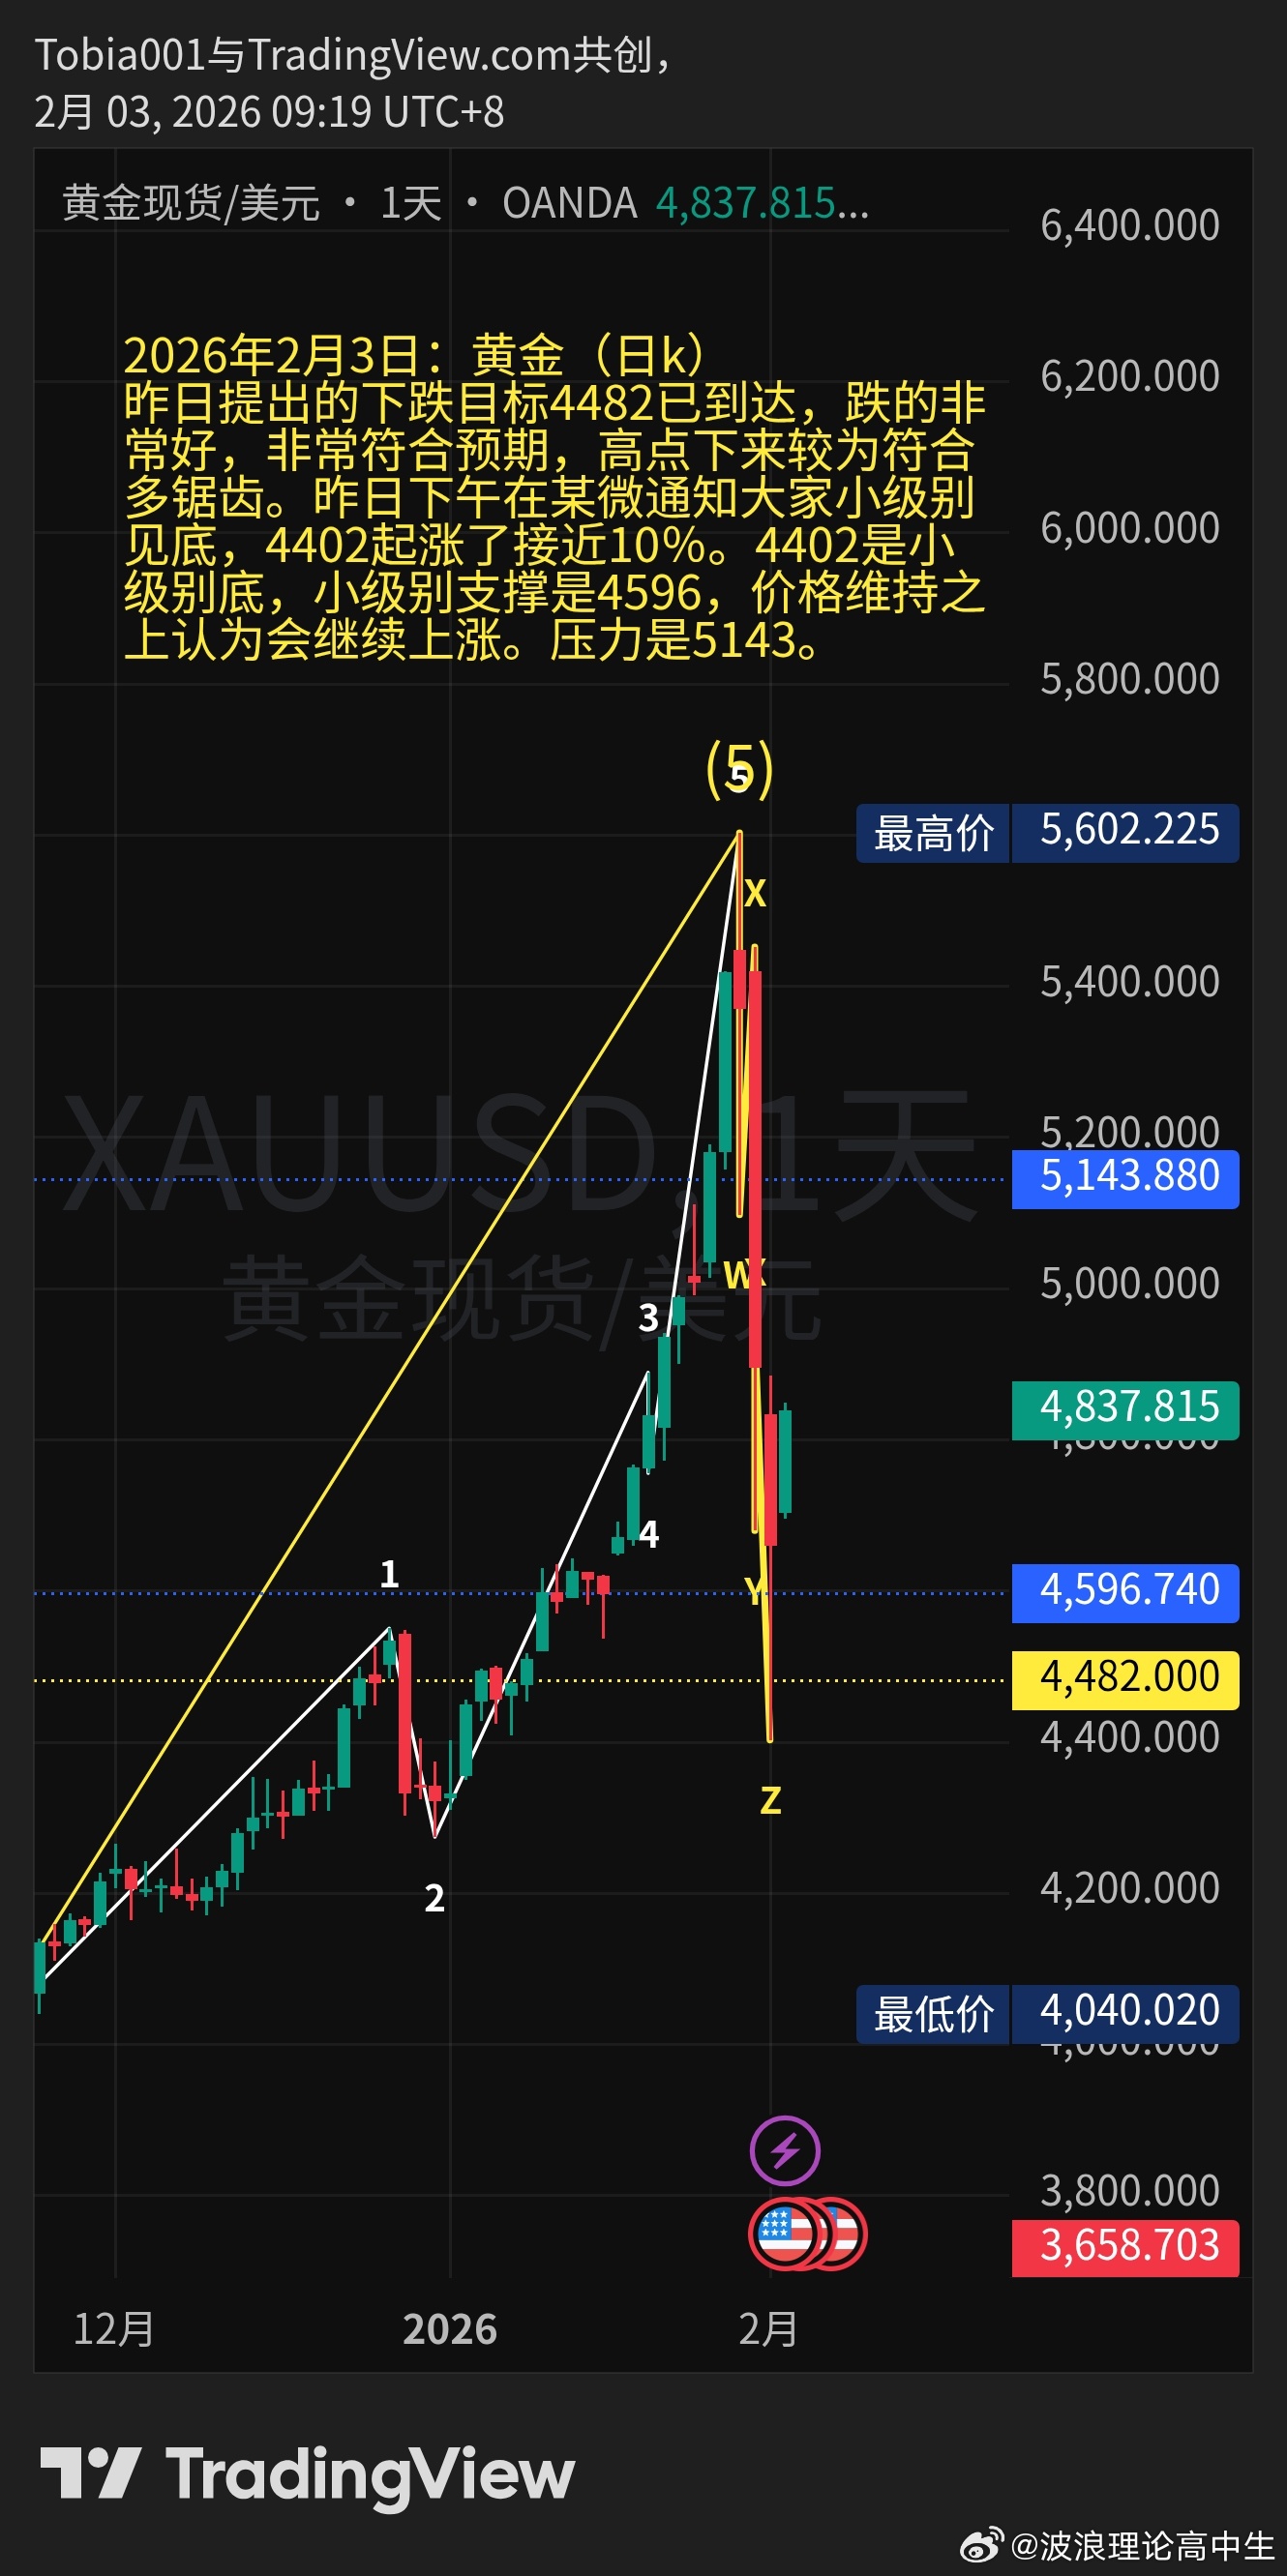 Tobia001与TradingView.com共创，
2月 03, 2026 09:19 UTC+8
黄金现货/美元 · 1天 · OANDA 4,837.815...
6,400.000
2026年2月3日：黄金（日k）
昨日提出的下跌目标4482已到达，跌的非
常好，非常符合预期，高点下来较为符合
多锯齿。昨日下午在某微通知大家小级别
见底，4402起涨了接近10%。4402是小
级别底，小级别支撑是4596，价格维持之
上认为会继续上涨。压力是5143。
6,200.000
6,000.000
5,800.000
(5)
5
最高价 5,602.225
X
5,400.000
XAUUSD, 1天
黄金现货/美元
5,200.000
5,143.880
WX
5,000.000
3
4,837.815
4,800.000
4
1
Y
4,596.740
4,482.000
4,400.000
Z
2
4,200.000
最低价 4,040.020
4,000.000
3,800.000
3,658.703
12月 2026 2月
TradingView
@波浪理论高中生